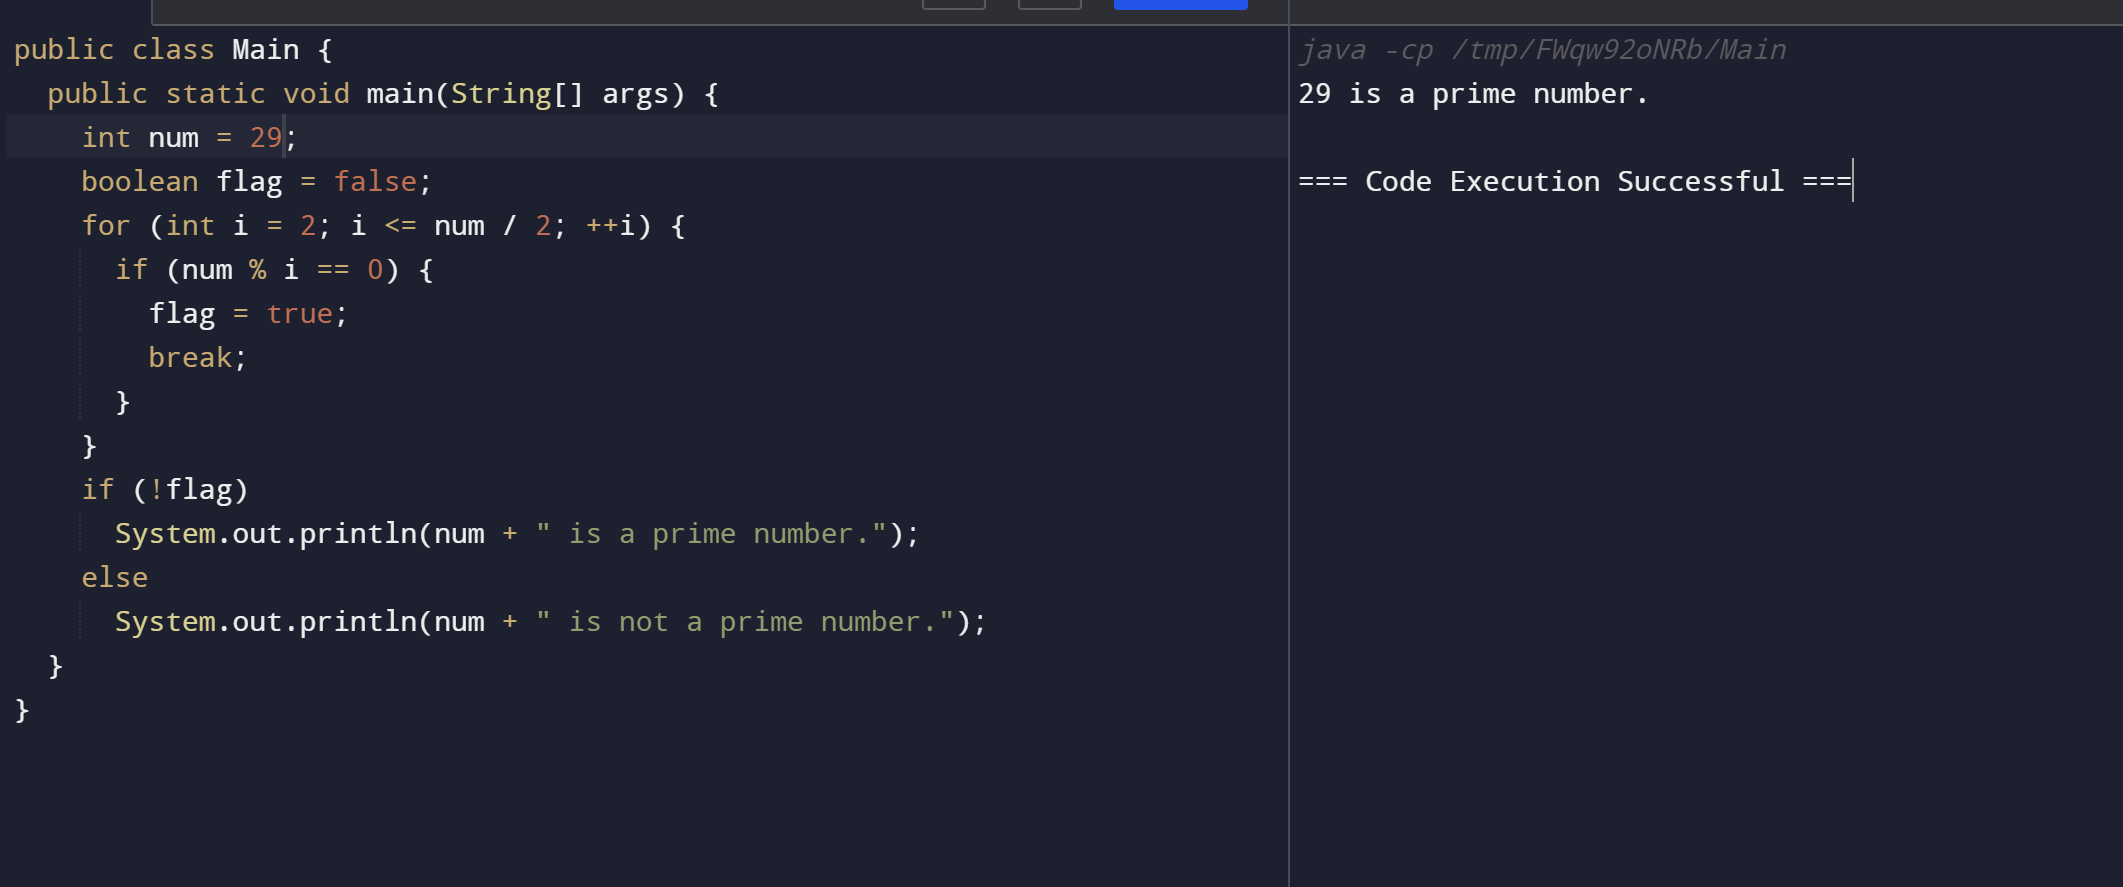 public class Main {
  public static void main(String[] args) {
    int num = 29;
    boolean flag = false;
    for (int i = 2; i <= num / 2; ++i) {
      if (num % i == 0) {
        flag = true;
        break;
      }
    }
    if (!flag)
      System.out.println(num + " is a prime number.");
    else
      System.out.println(num + " is not a prime number.");
  }
}
java -cp /tmp/FWqw92oNRb/Main
29 is a prime number.
=== Code Execution Successful ===